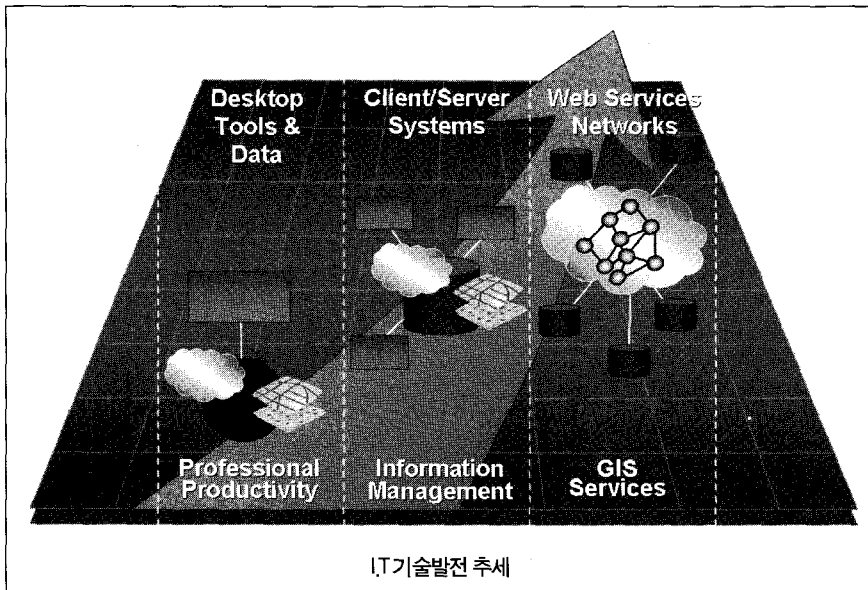 Desktop
Tools &
Data
Client/Server
Systems
Web Services
Networks
Professional
Productivity
Information
Management
GIS
Services
I.T기술발전 추세